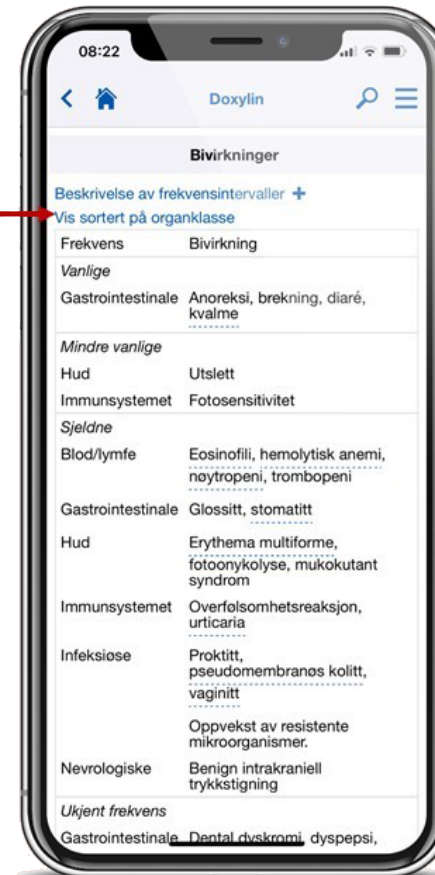 08:22
Doxylin
Bivirkninger
Beskrivelse av frekvensintervaller +
Vis sortert på organklasse
Frekvens Bivirkning
Vanlige
Gastrointestinale Anoreksi, brekning, diaré,
kvalme
Mindre vanlige
Hud Utslett
Immunsystemet Fotosensitivitet
Sjeldne
Blod/lymfe Eosinofili, hemolytisk anemi,
nøytropeni, trombopeni
Gastrointestinale Glossitt, stomatitt
Hud Erythema multiforme,
fotoonykolyse, mukokutant
syndrom
Immunsystemet Overfølsomhetsreaksjon,
urticaria
Infeksiøse Proktitt,
pseudomembranøs kolitt,
vaginitt
Oppvekst av resistente
mikroorganismer.
Nevrologiske Benign intrakraniell
trykkstigning
Ukjent frekvens
Gastrointestinale Dental dyskromi, dyspepsi,